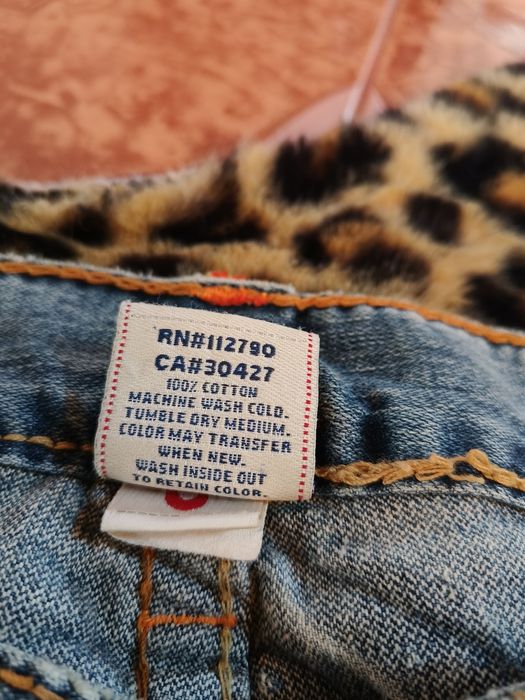 RN#112790
CA#30427
100% COTTON
MACHINE WASH COLD.
TUMBLE DRY MEDIUM.
COLOR MAY TRANSFER
WHEN NEW.
WASH INSIDE OUT
TO RETAIN COLOR.